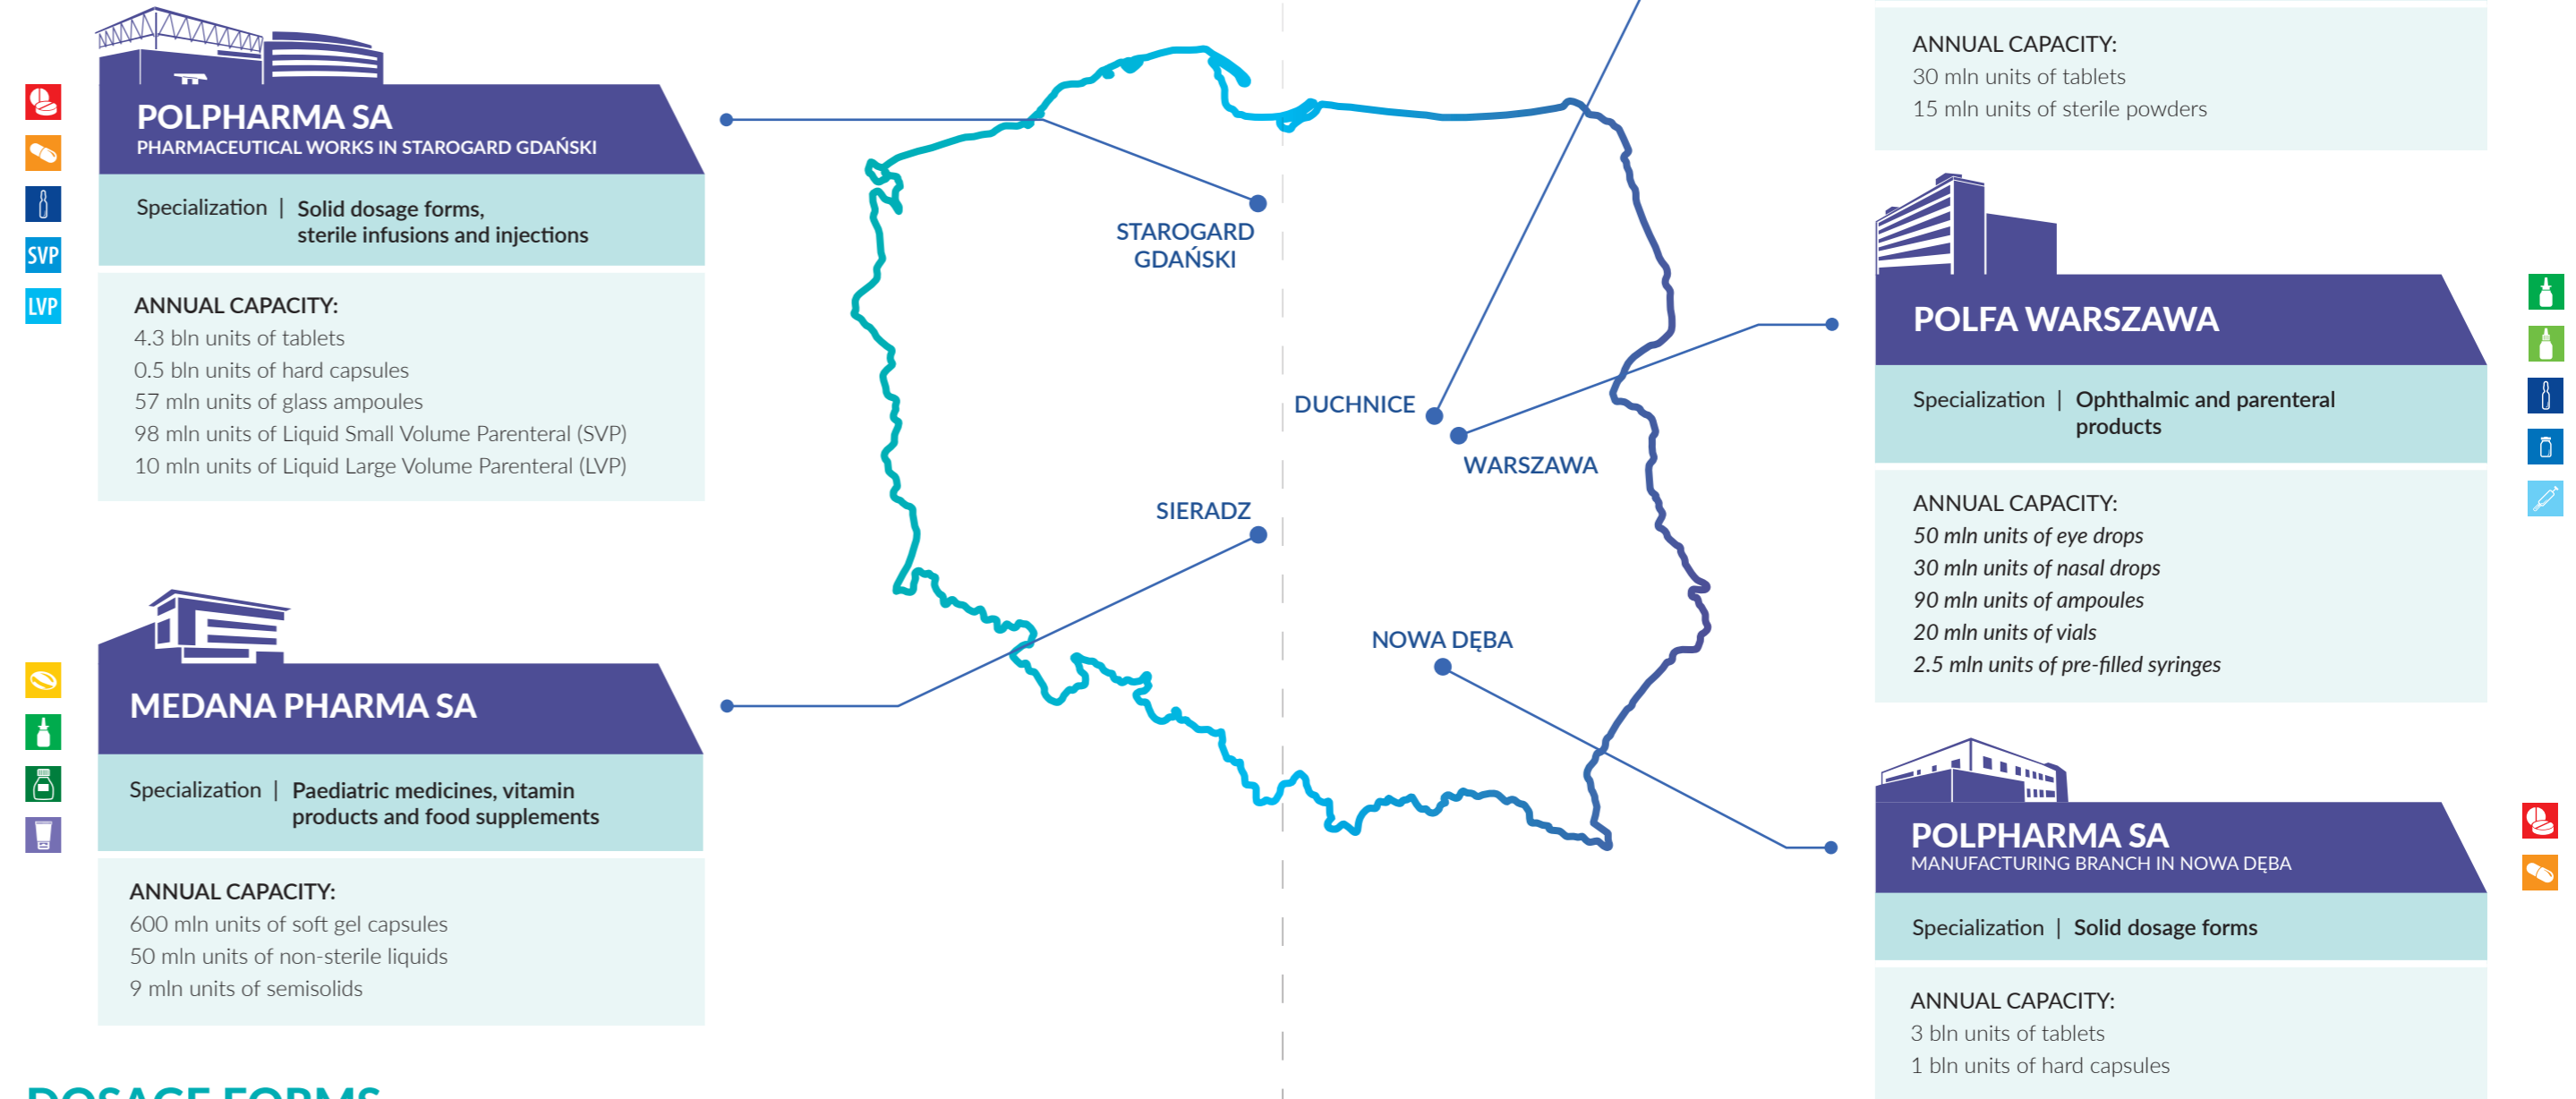 POLPHARMA SA
PHARMACEUTICAL WORKS IN STAROGARD GDAŃSKI
Specialization | Solid dosage forms,
sterile infusions and injections
SVP
LVP
ANNUAL CAPACITY:
4.3 bln units of tablets
0.5 bln units of hard capsules
57 mln units of glass ampoules
98 mln units of Liquid Small Volume Parenteral (SVP)
10 mln units of Liquid Large Volume Parenteral (LVP)
MEDANA PHARMA SA
Specialization | Paediatric medicines, vitamin
products and food supplements
ANNUAL CAPACITY:
600 mln units of soft gel capsules
50 mln units of non-sterile liquids
9 mln units of semisolids
DOSAGE FORMS
STAROGARD
GDAŃSKI
DUCHNICE
WARSZAWA
SIERADZ
NOWA DĘBA
ANNUAL CAPACITY:
30 mln units of tablets
15 mln units of sterile powders
POLFA WARSZAWA
Specialization | Ophthalmic and parenteral
products
ANNUAL CAPACITY:
50 mln units of eye drops
30 mln units of nasal drops
90 mln units of ampoules
20 mln units of vials
2.5 mln units of pre-filled syringes
POLPHARMA SA
MANUFACTURING BRANCH IN NOWA DĘBA
Specialization | Solid dosage forms
ANNUAL CAPACITY:
3 bln units of tablets
1 bln units of hard capsules